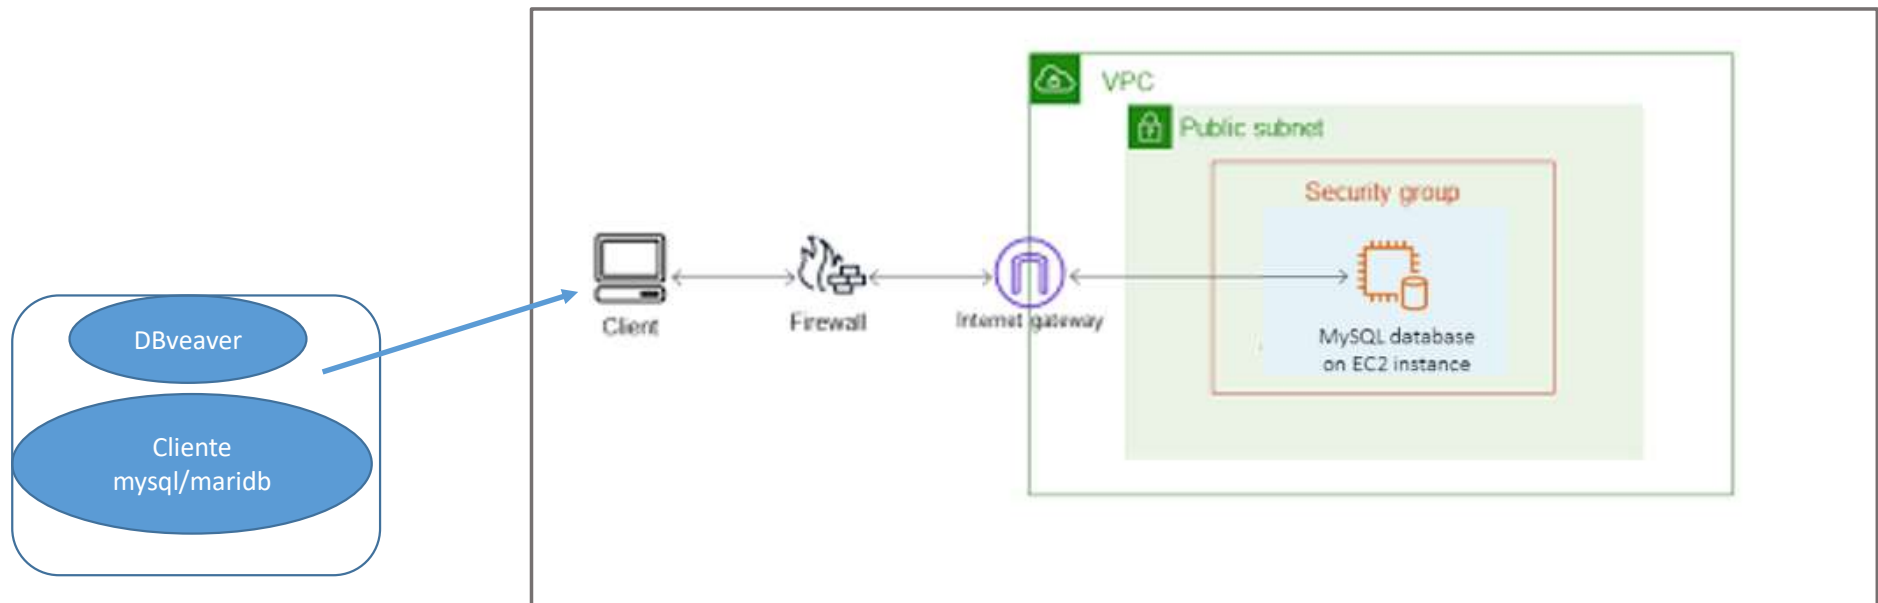 DBveaver
Cliente
mysql/maridb
Client
Firewall
Internet gateway
VPC
Public subnet
Security group
MySQL database
on EC2 instance